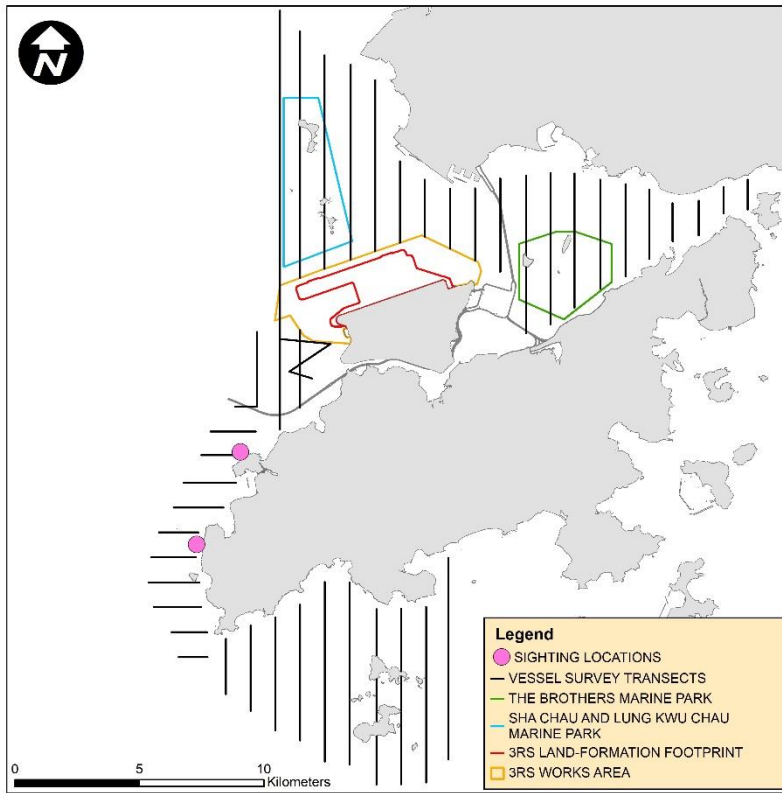 N
Legend
SIGHTING LOCATIONS
VESSEL SURVEY TRANSECTS
THE BROTHERS MARINE PARK
SHA CHAU AND LUNG KWU CHAU
MARINE PARK
3RS LAND-FORMATION FOOTPRINT
3RS WORKS AREA
0 5 10
Kilometers